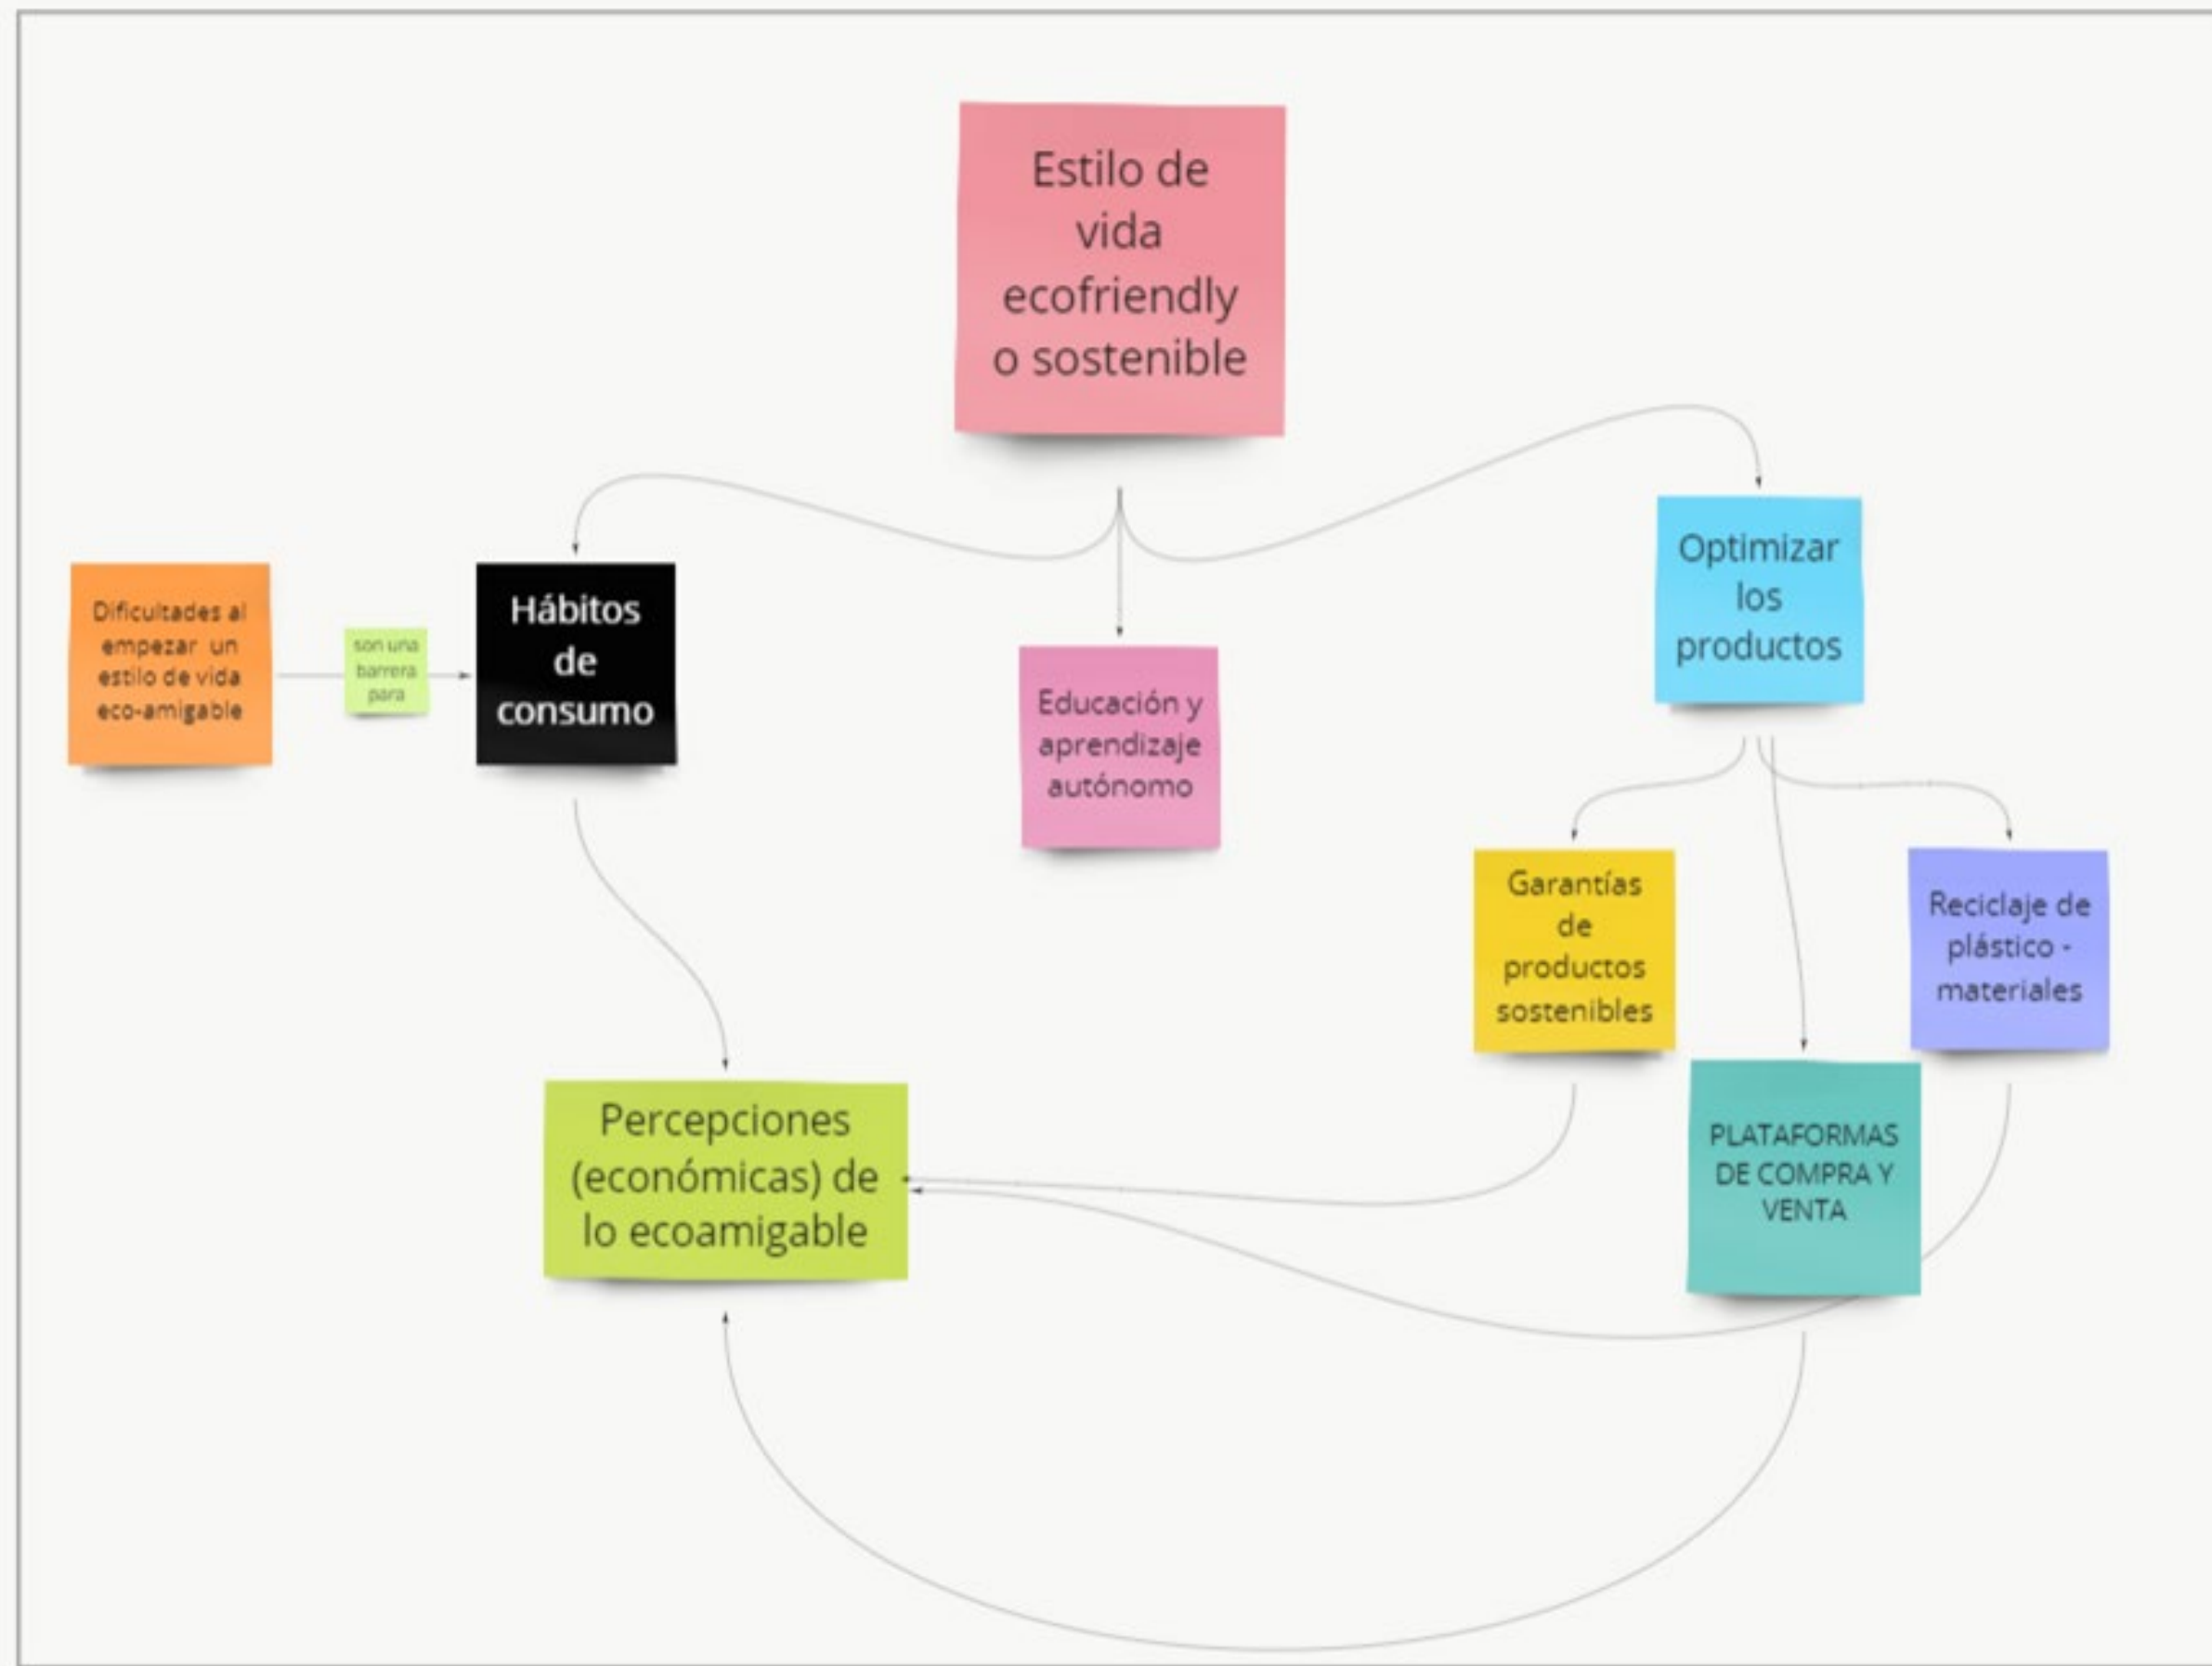 Estilo de
vida
ecofriendly
o sostenible
Dificultades al
empezar un
estilo de vida
eco-amigable
son una
barrera
para
Hábitos
de
consumo
Educación y
aprendizaje
autónomo
Optimizar
los
productos
Garantías
de
productos
sostenibles
Reciclaje de
plástico -
materiales
PLATAFORMAS
DE COMPRA Y
VENTA
Percepciones
(económicas) de
lo ecoamigable